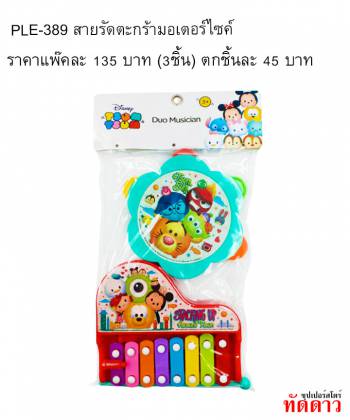 PLE-389 สายรัดตะกร้ามอเตอร์ไซค์
ราคาแพ๊คละ 135 บาท (3ชิ้น) ตกชิ้นละ 45 บาท
Disney
TSUM TSUM
Duo Musician
3+
STACKING UP
ซุปเปอร์สโตร์
ทัดดาว